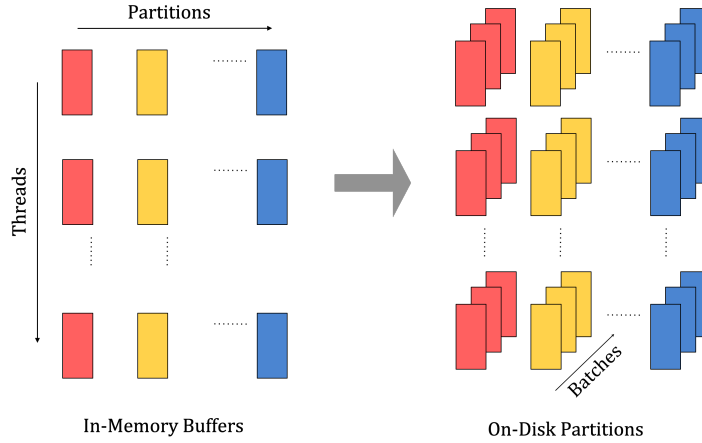 Partitions
Threads
Batches
In-Memory Buffers
On-Disk Partitions